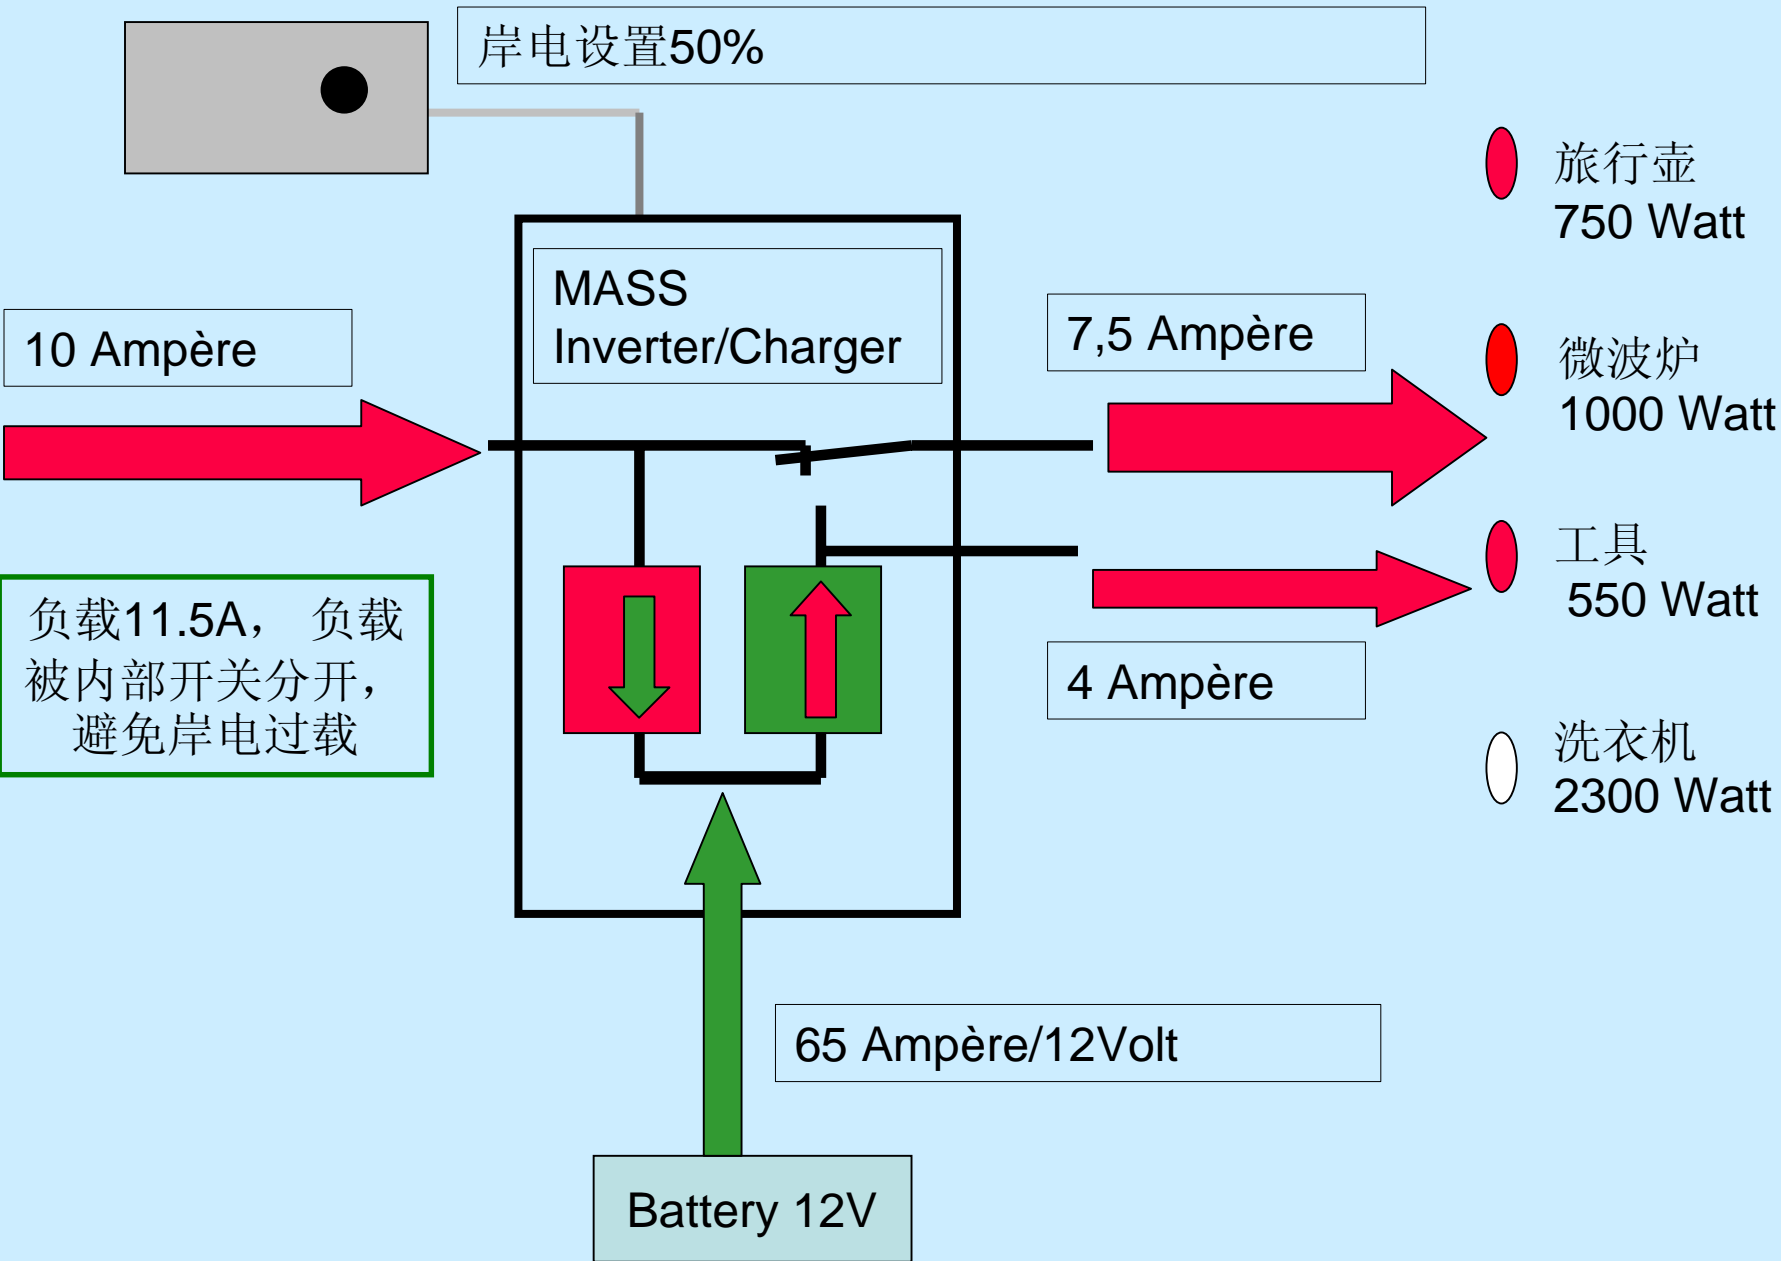 岸电设置50%
旅行壶
750 Watt
MASS
Inverter/Charger
10 Ampère
7,5 Ampère
微波炉
1000 Watt
工具
550 Watt
负载11.5A， 负载
被内部开关分开，
避免岸电过载
4 Ampère
洗衣机
2300 Watt
65 Ampère/12Volt
Battery 12V